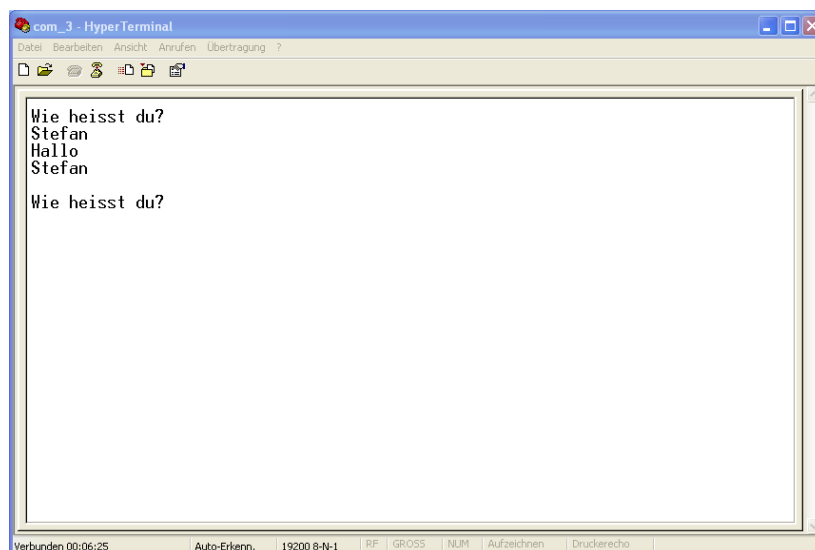 com_3 - HyperTerminal
Datei Bearbeiten Ansicht Anrufen Übertragung ?
Wie heisst du?
Stefan
Hallo
Stefan
Wie heisst du?
Verbunden 00:06:25 Auto-Erkenn. 19200 8-N-1 RF GROSS NUM Aufzeichnen Druckerecho